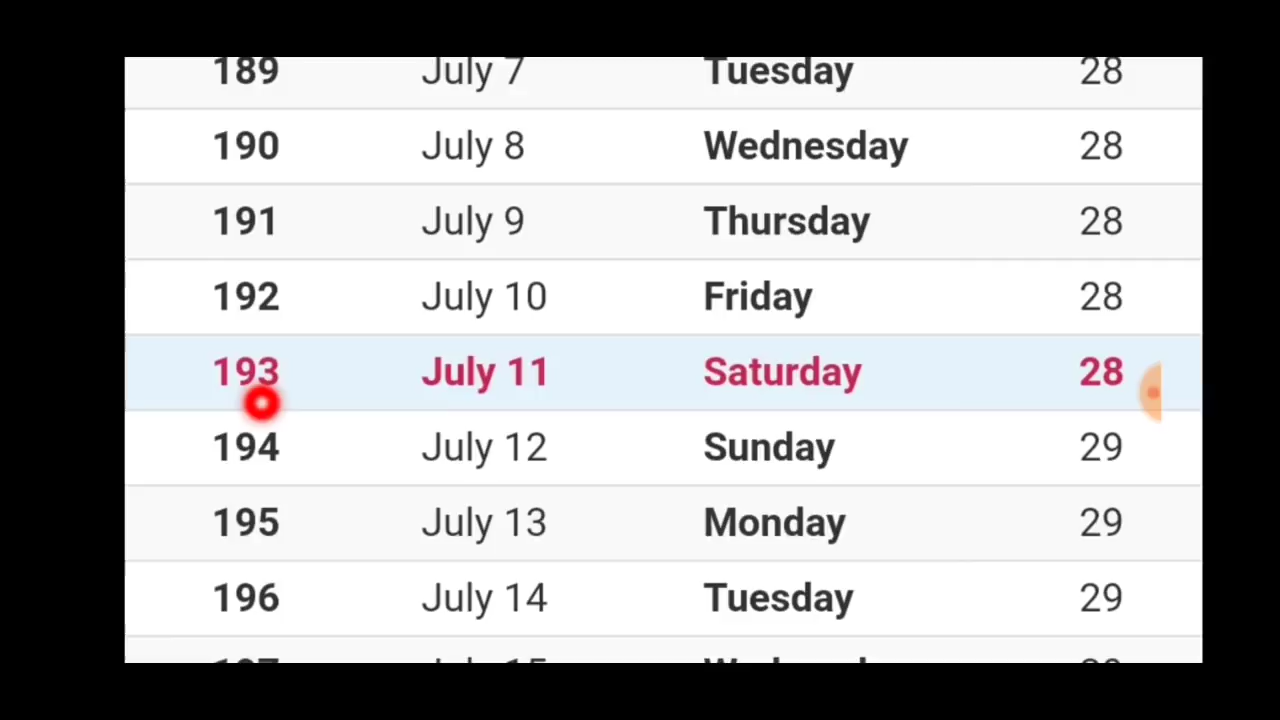 189 July 7 Tuesday 28
190 July 8 Wednesday 28
191 July 9 Thursday 28
192 July 10 Friday 28
193 July 11 Saturday 28
194 July 12 Sunday 29
195 July 13 Monday 29
196 July 14 Tuesday 29